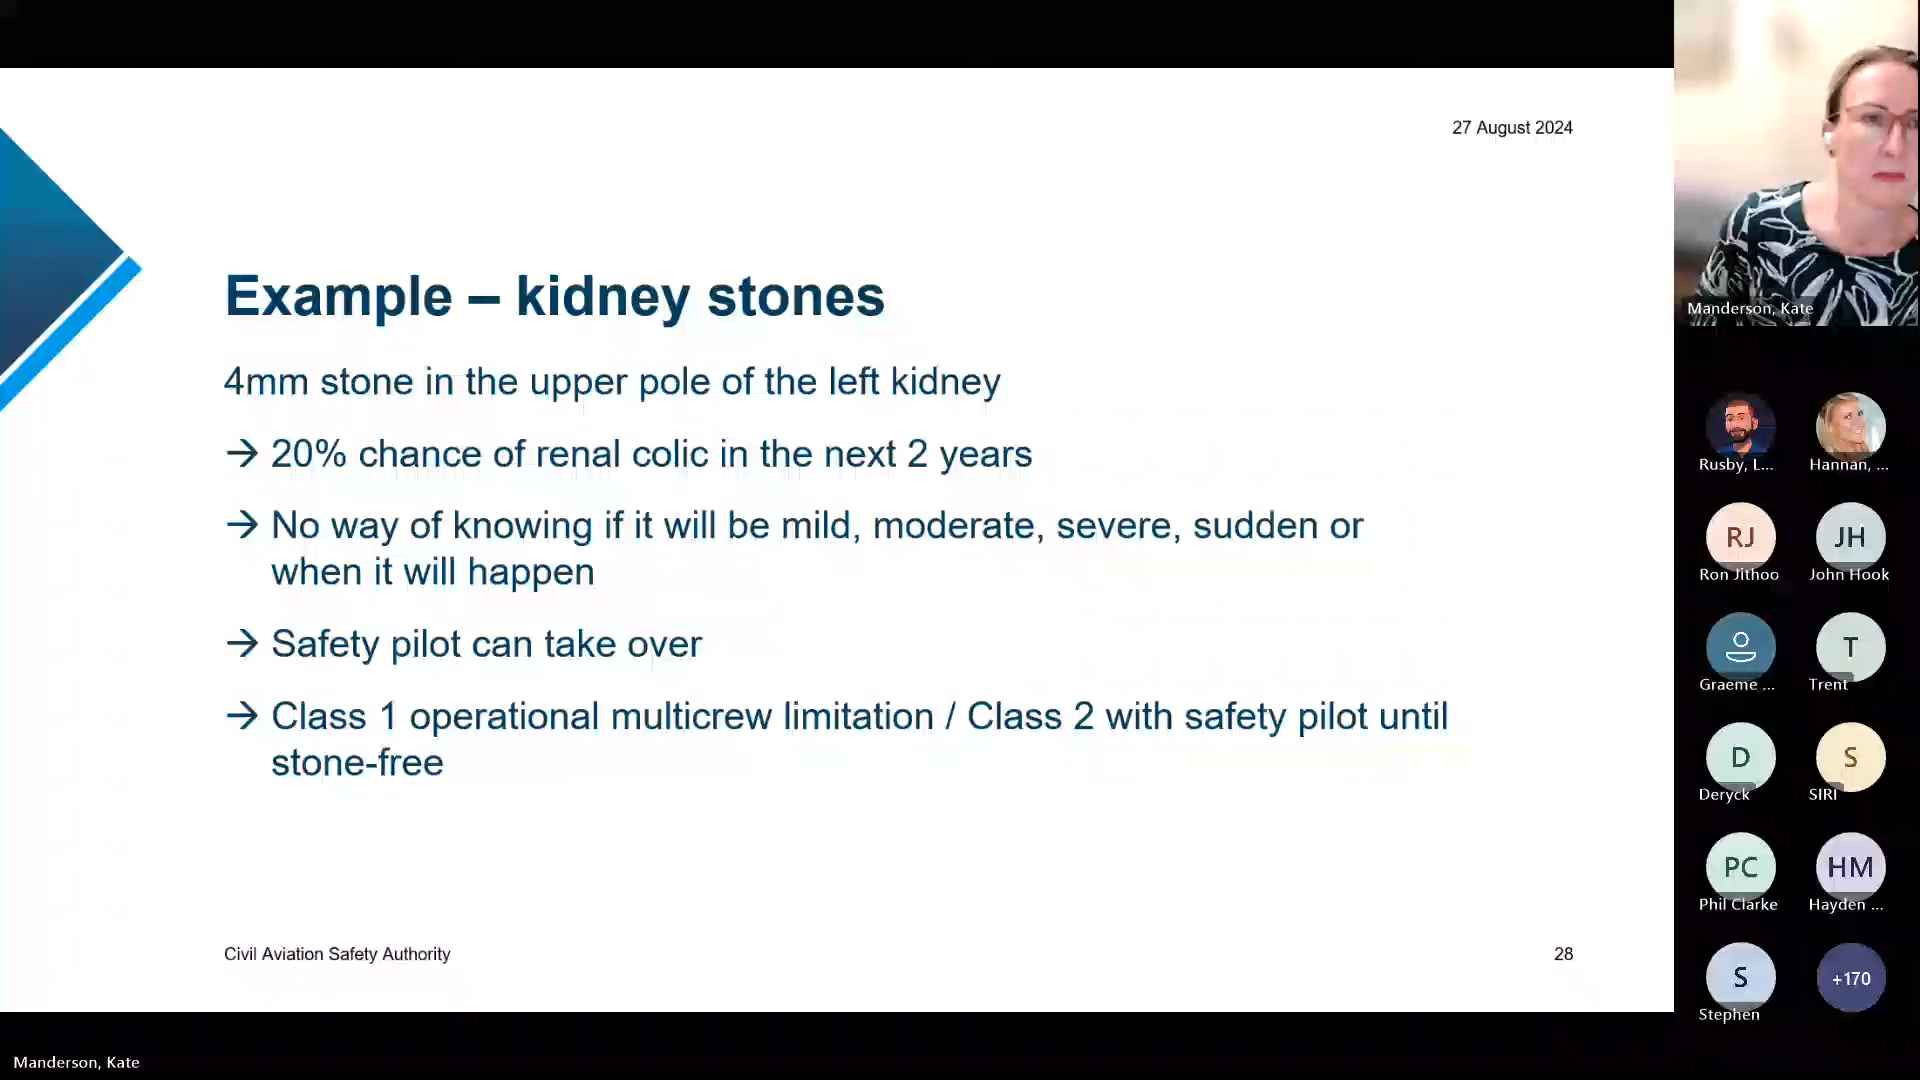 27 August 2024
Example – kidney stones
4mm stone in the upper pole of the left kidney
→ 20% chance of renal colic in the next 2 years
→ No way of knowing if it will be mild, moderate, severe, sudden or
when it will happen
→ Safety pilot can take over
→ Class 1 operational multicrew limitation / Class 2 with safety pilot until
stone-free
Civil Aviation Safety Authority
28
Manderson, Kate
Rusby, L...
Hannan, ...
RJ
JH
Ron Jithoo
John Hook
T
Graeme ...
Trent
D
S
Deryck
SIRI
PC
HM
Phil Clarke
Hayden ...
S
+170
Stephen
Manderson, Kate